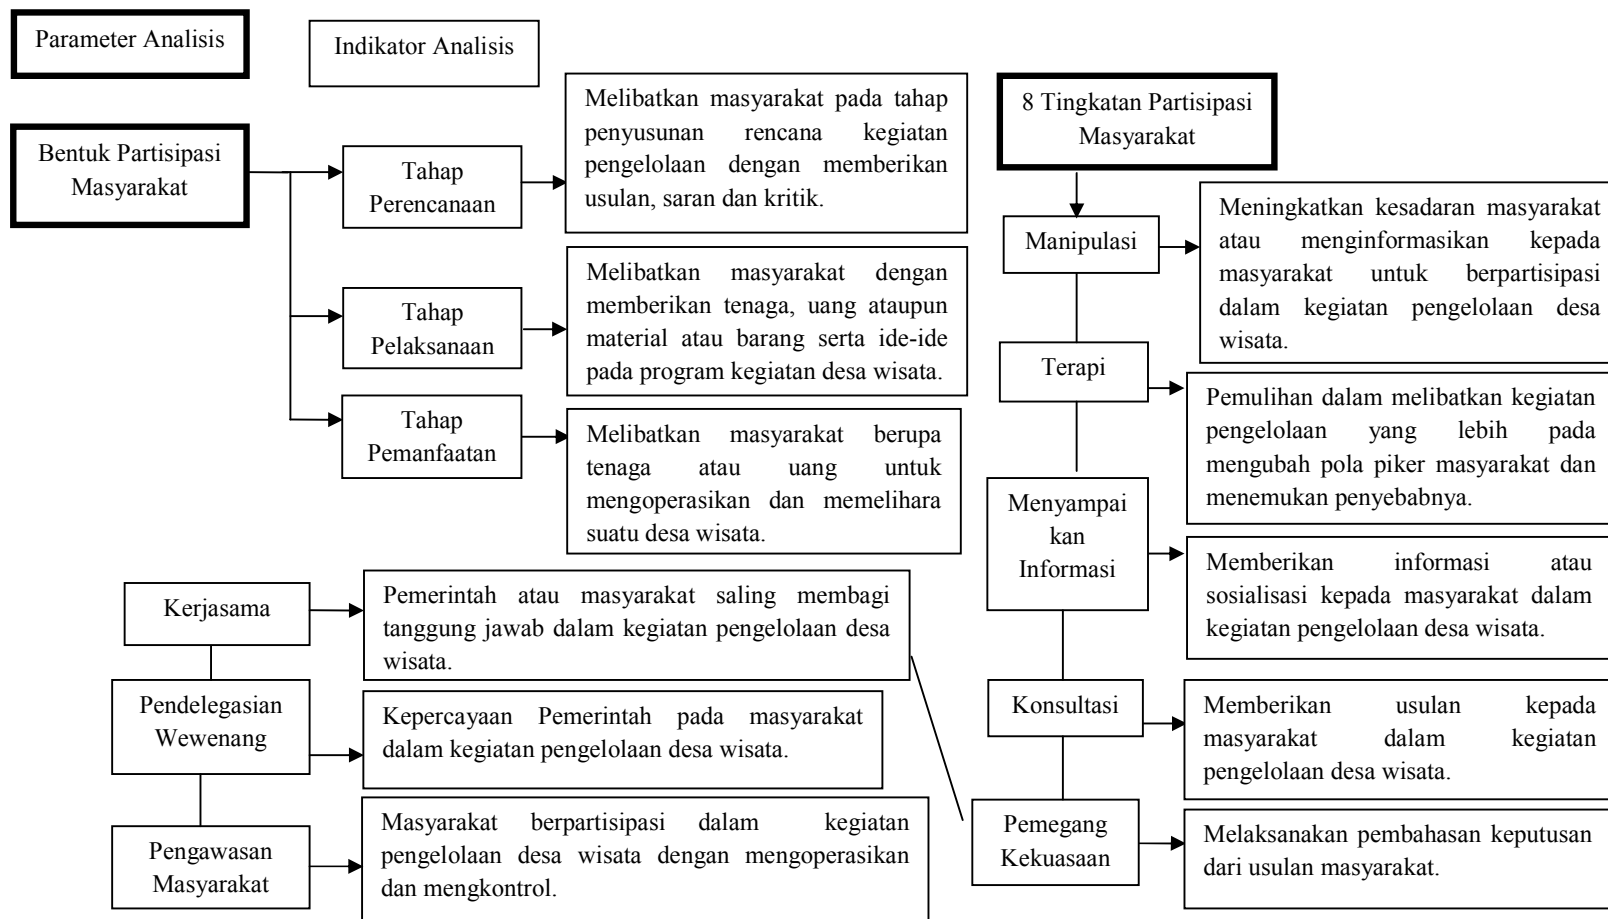 Parameter Analisis
Indikator Analisis
Bentuk Partisipasi
Masyarakat
Tahap
Perencanaan
Melibatkan masyarakat pada tahap
penyusunan rencana kegiatan
pengelolaan dengan memberikan
usulan, saran dan kritik.
Tahap
Pelaksanaan
Melibatkan masyarakat dengan
memberikan tenaga, uang ataupun
material atau barang serta ide-ide
pada program kegiatan desa wisata.
Tahap
Pemanfaatan
Melibatkan masyarakat berupa
tenaga atau uang untuk
mengoperasikan dan memelihara
suatu desa wisata.
8 Tingkatan Partisipasi
Masyarakat
Manipulasi
Meningkatkan kesadaran masyarakat
atau menginformasikan kepada
masyarakat untuk berpartisipasi
dalam kegiatan pengelolaan desa
wisata.
Terapi
Pemulihan dalam melibatkan kegiatan
pengelolaan yang lebih pada
mengubah pola piker masyarakat dan
menemukan penyebabnya.
Menyampai
kan
Informasi
Memberikan informasi atau
sosialisasi kepada masyarakat dalam
kegiatan pengelolaan desa wisata.
Konsultasi
Memberikan usulan kepada
masyarakat dalam kegiatan
pengelolaan desa wisata.
Pemegang
Kekuasaan
Melaksanakan pembahasan keputusan
dari usulan masyarakat.
Kerjasama
Pemerintah atau masyarakat saling membagi
tanggung jawab dalam kegiatan pengelolaan desa
wisata.
Pendelegasian
Wewenang
Kepercayaan Pemerintah pada masyarakat
dalam kegiatan pengelolaan desa wisata.
Pengawasan
Masyarakat
Masyarakat berpartisipasi dalam kegiatan
pengelolaan desa wisata dengan mengoperasikan
dan mengkontrol.